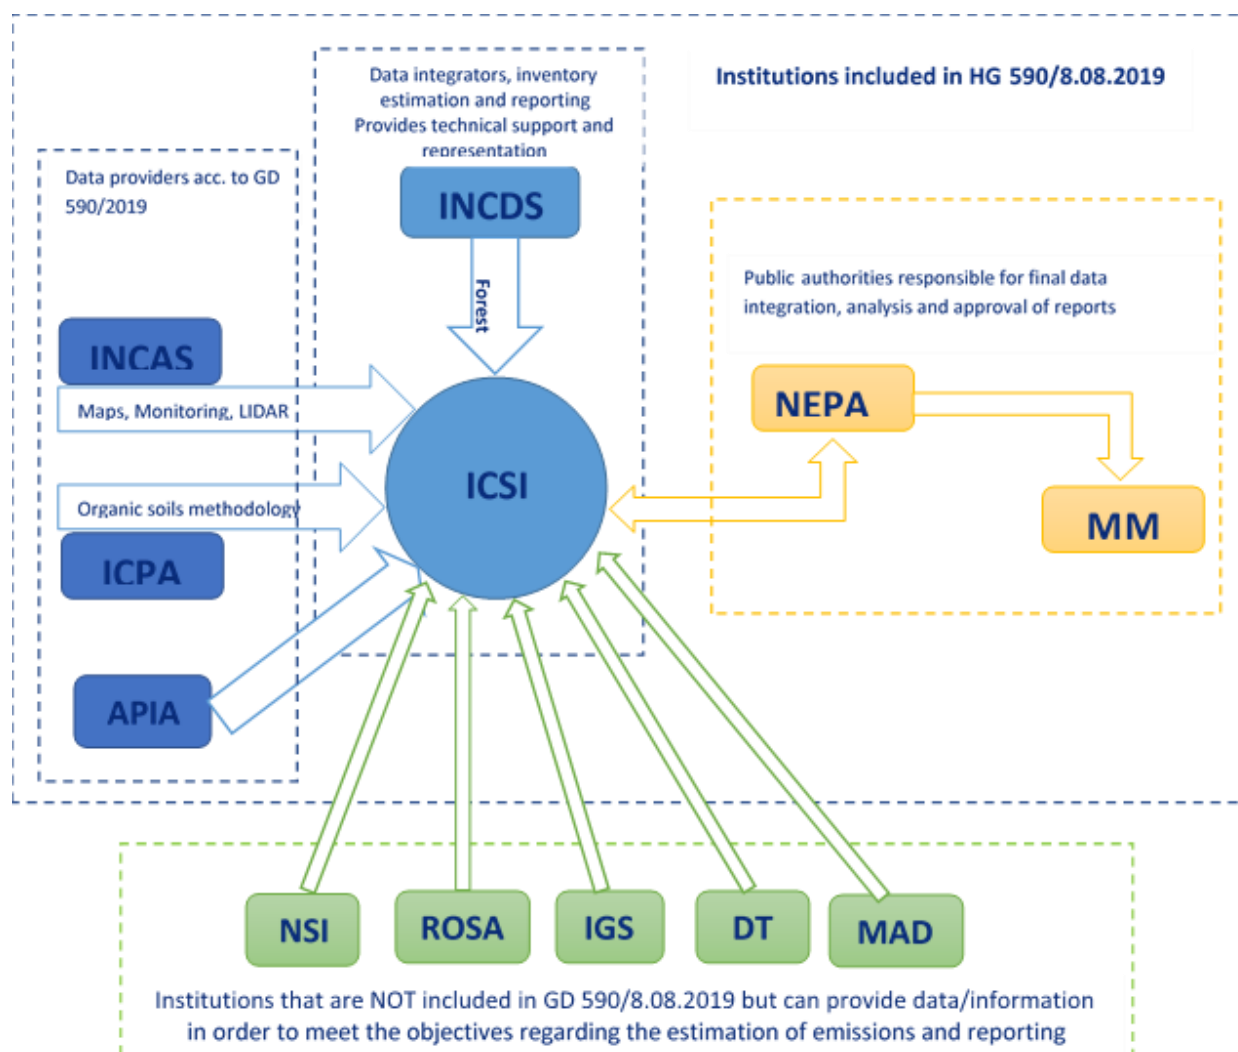 Data integrators, inventory
estimation and reporting
Provides technical support and
representation
Institutions included in HG 590/8.08.2019
Data providers acc. to GD
590/2019
INCDS
Forest
Public authorities responsible for final data
integration, analysis and approval of reports
INCAS
Maps, Monitoring, LIDAR
NEPA
ICSI
Organic soils methodology
MM
ICPA
APIA
NSI
ROSA
IGS
DT
MAD
Institutions that are NOT included in GD 590/8.08.2019 but can provide data/information
in order to meet the objectives regarding the estimation of emissions and reporting